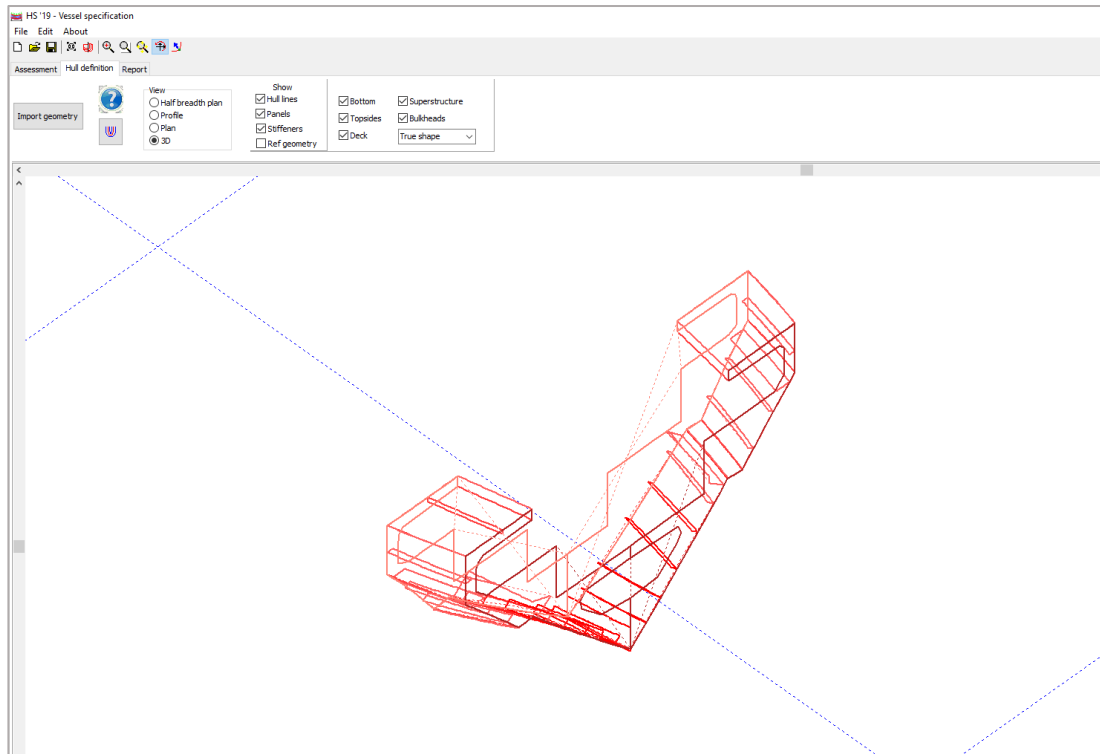 HS '19 - Vessel specification
File Edit About
Assessment Hull definition Report
Import geometry
?
View
Half breadth plan
Profile
Plan
3D
Show
Hull lines
Panels
Stiffeners
Ref geometry
Bottom Superstructure
Topsides Bulkheads
Deck True shape